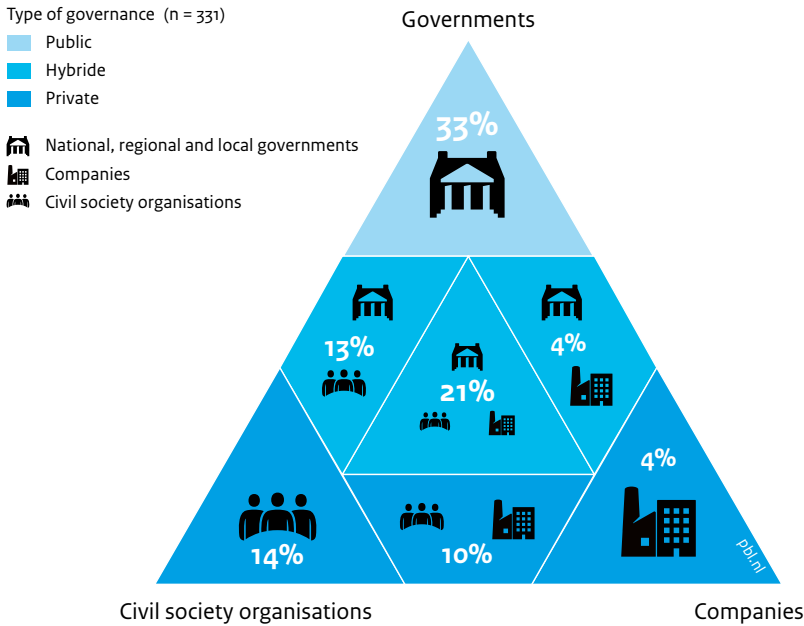 Type of governance (n = 331)
Public
Hybride
Private
National, regional and local governments
Companies
Civil society organisations
Governments
33%
13%
4%
21%
4%
14%
10%
pbl.nl
Civil society organisations
Companies